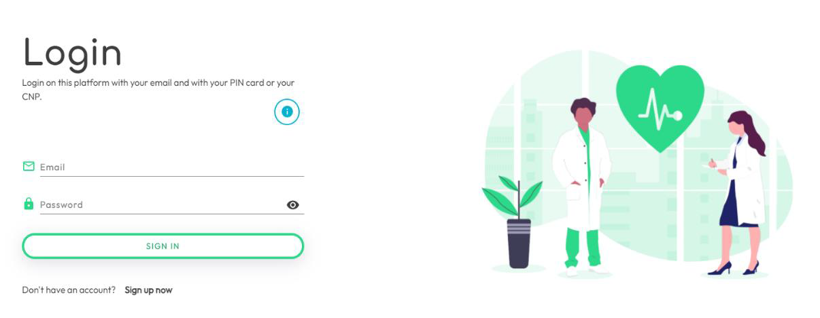 Login
Login on this platform with your email and with your PIN card or your
CNP.
Email
Password
SIGN IN
Don't have an account? Sign up now